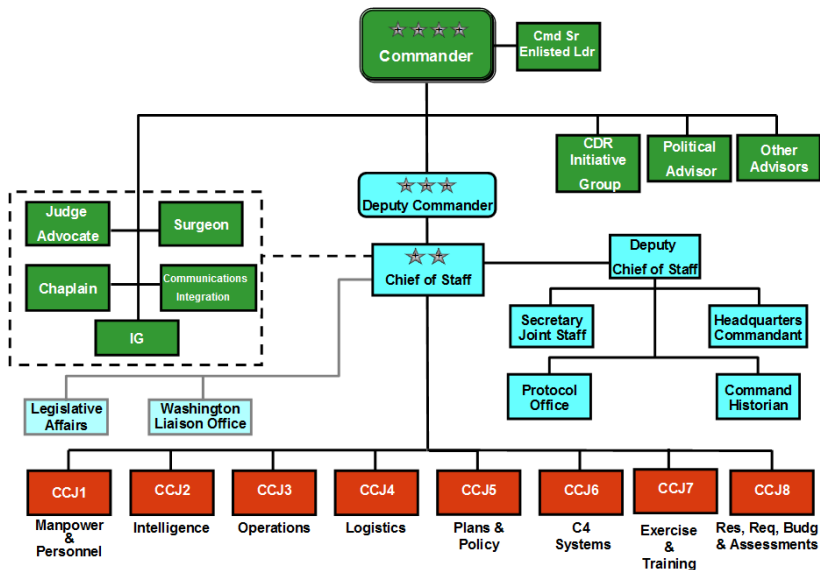 Commander
Cmd Sr
Enlisted Ldr
CDR
Initiative
Group
Political
Advisor
Other
Advisors
Deputy Commander
Judge
Advocate
Surgeon
Chaplain
Communications
Integration
IG
Chief of Staff
Deputy
Chief of Staff
Secretary
Joint Staff
Headquarters
Commandant
Protocol
Office
Command
Historian
Legislative
Affairs
Washington
Liaison Office
CCJ1
Manpower
&
Personnel
CCJ2
Intelligence
CCJ3
Operations
CCJ4
Logistics
CCJ5
Plans &
Policy
CCJ6
C4
Systems
CCJ7
Exercise
&
Training
CCJ8
Res, Req, Budg
& Assessments